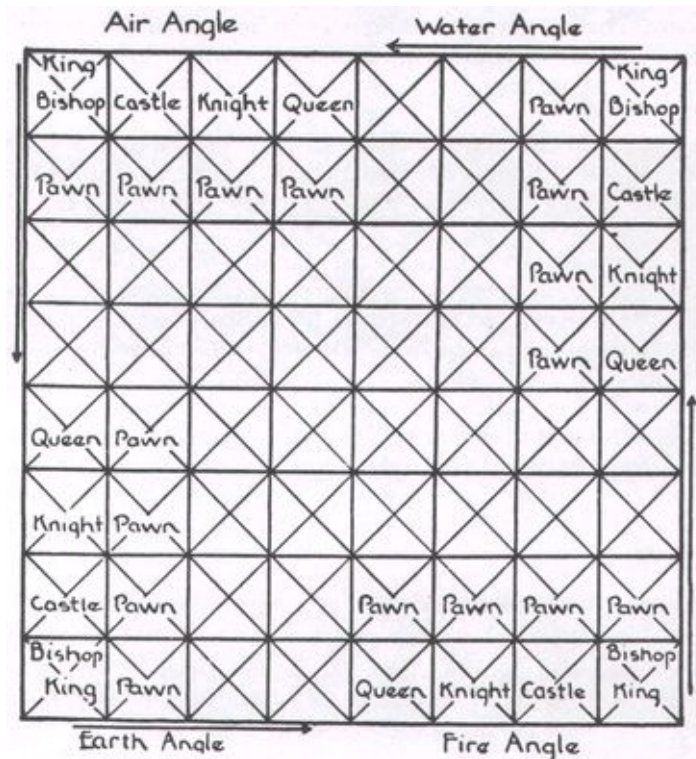 Air Angle Water Angle
King King
Bishop Castle Knight Queen Pawn Bishop
Pawn Pawn Pawn Pawn Pawn Castle
Pawn Knight
Pawn Queen
Queen Pawn
Knight Pawn
Castle Pawn Pawn Pawn Pawn Pawn
Bishop Bishop
King Pawn Queen Knight Castle King
Earth Angle Fire Angle